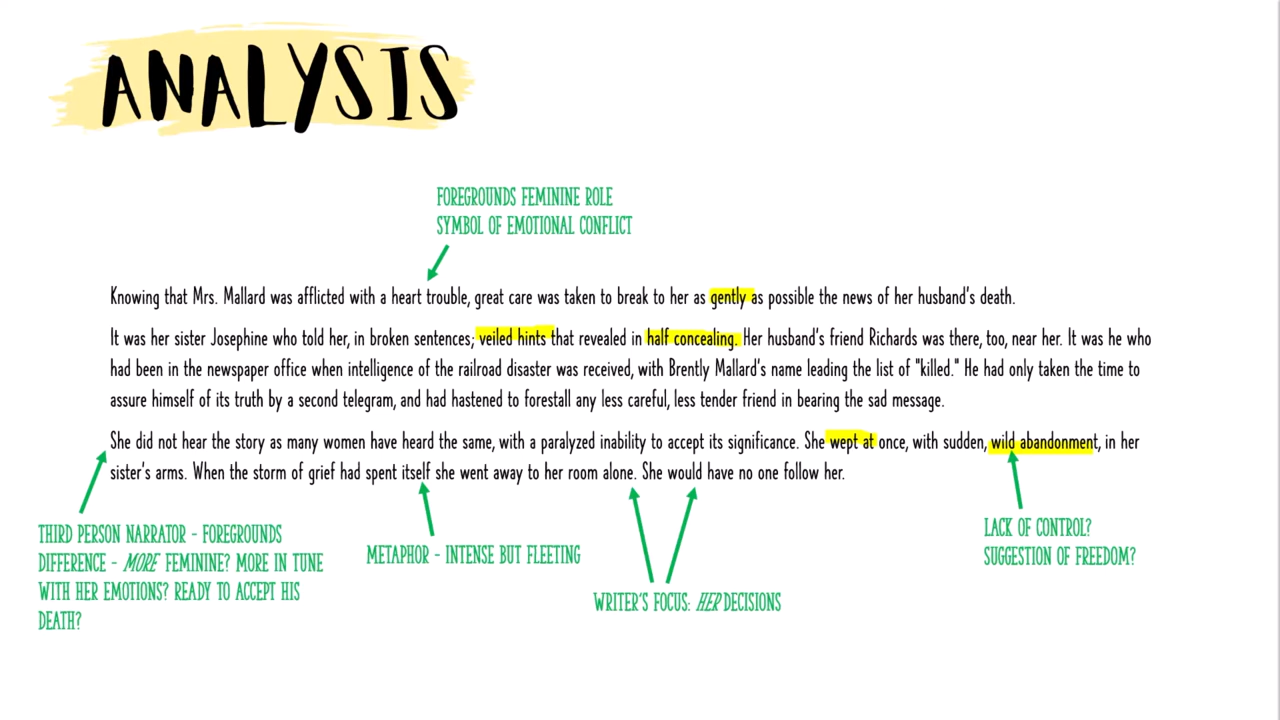 ANALYSIS
FOREGROUNDS FEMININE ROLE
SYMBOL OF EMOTIONAL CONFLICT
Knowing that Mrs. Mallard was afflicted with a heart trouble, great care was taken to break to her as gently as possible the news of her husband's death.
It was her sister Josephine who told her, in broken sentences; veiled hints that revealed in half concealing. Her husband's friend Richards was there, too, near her. It was he who
had been in the newspaper office when intelligence of the railroad disaster was received, with Brently Mallard's name leading the list of "killed." He had only taken the time to
assure himself of its truth by a second telegram, and had hastened to forestall any less careful, less tender friend in bearing the sad message.
She did not hear the story as many women have heard the same, with a paralyzed inability to accept its significance. She wept at once, with sudden, wild abandonment, in her
sister's arms. When the storm of grief had spent itself she went away to her room alone. She would have no one follow her.
THIRD PERSON NARRATOR - FOREGROUNDS
DIFFERENCE - MORE FEMININE? MORE IN TUNE
WITH HER EMOTIONS? READY TO ACCEPT HIS
DEATH?
METAPHOR - INTENSE BUT FLEETING
WRITER'S FOCUS: HER DECISIONS
LACK OF CONTROL?
SUGGESTION OF FREEDOM?